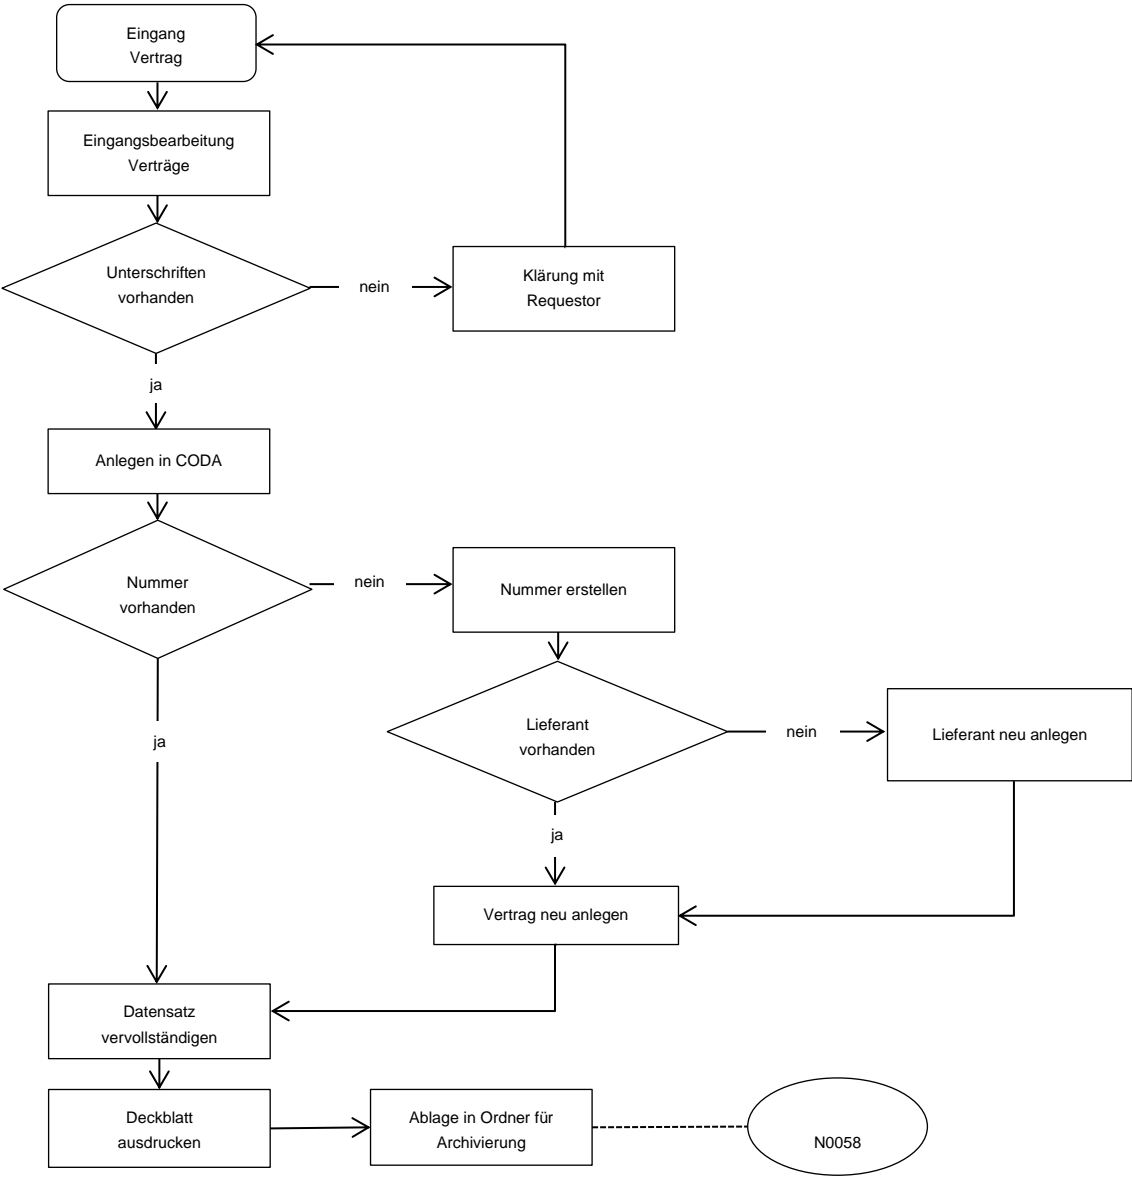 Eingang
Vertrag
Eingangsbearbeitung
Verträge
Unterschriften
vorhanden
nein
Klärung mit
Requestor
ja
Anlegen in CODA
Nummer
vorhanden
nein
Nummer erstellen
Lieferant
vorhanden
nein
Lieferant neu anlegen
ja
ja
Vertrag neu anlegen
Datensatz
vervollständigen
Deckblatt
ausdrucken
Ablage in Ordner für
Archivierung
N0058